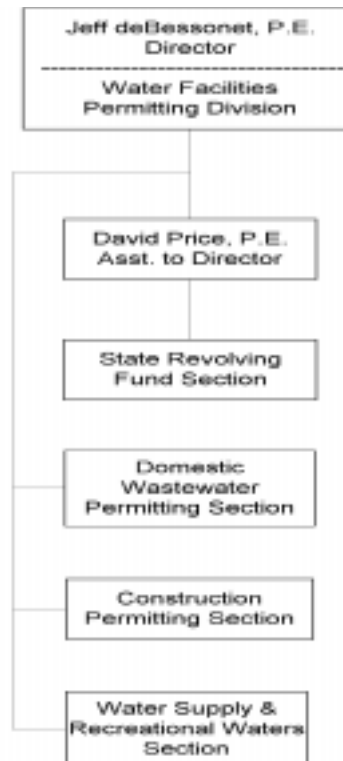 Jeff deBessonet, P.E.
Director
Water Facilities
Permitting Division
David Price, P.E.
Asst. to Director
State Revolving
Fund Section
Domestic
Wastewater
Permitting Section
Construction
Permitting Section
Water Supply &
Recreational Waters
Section